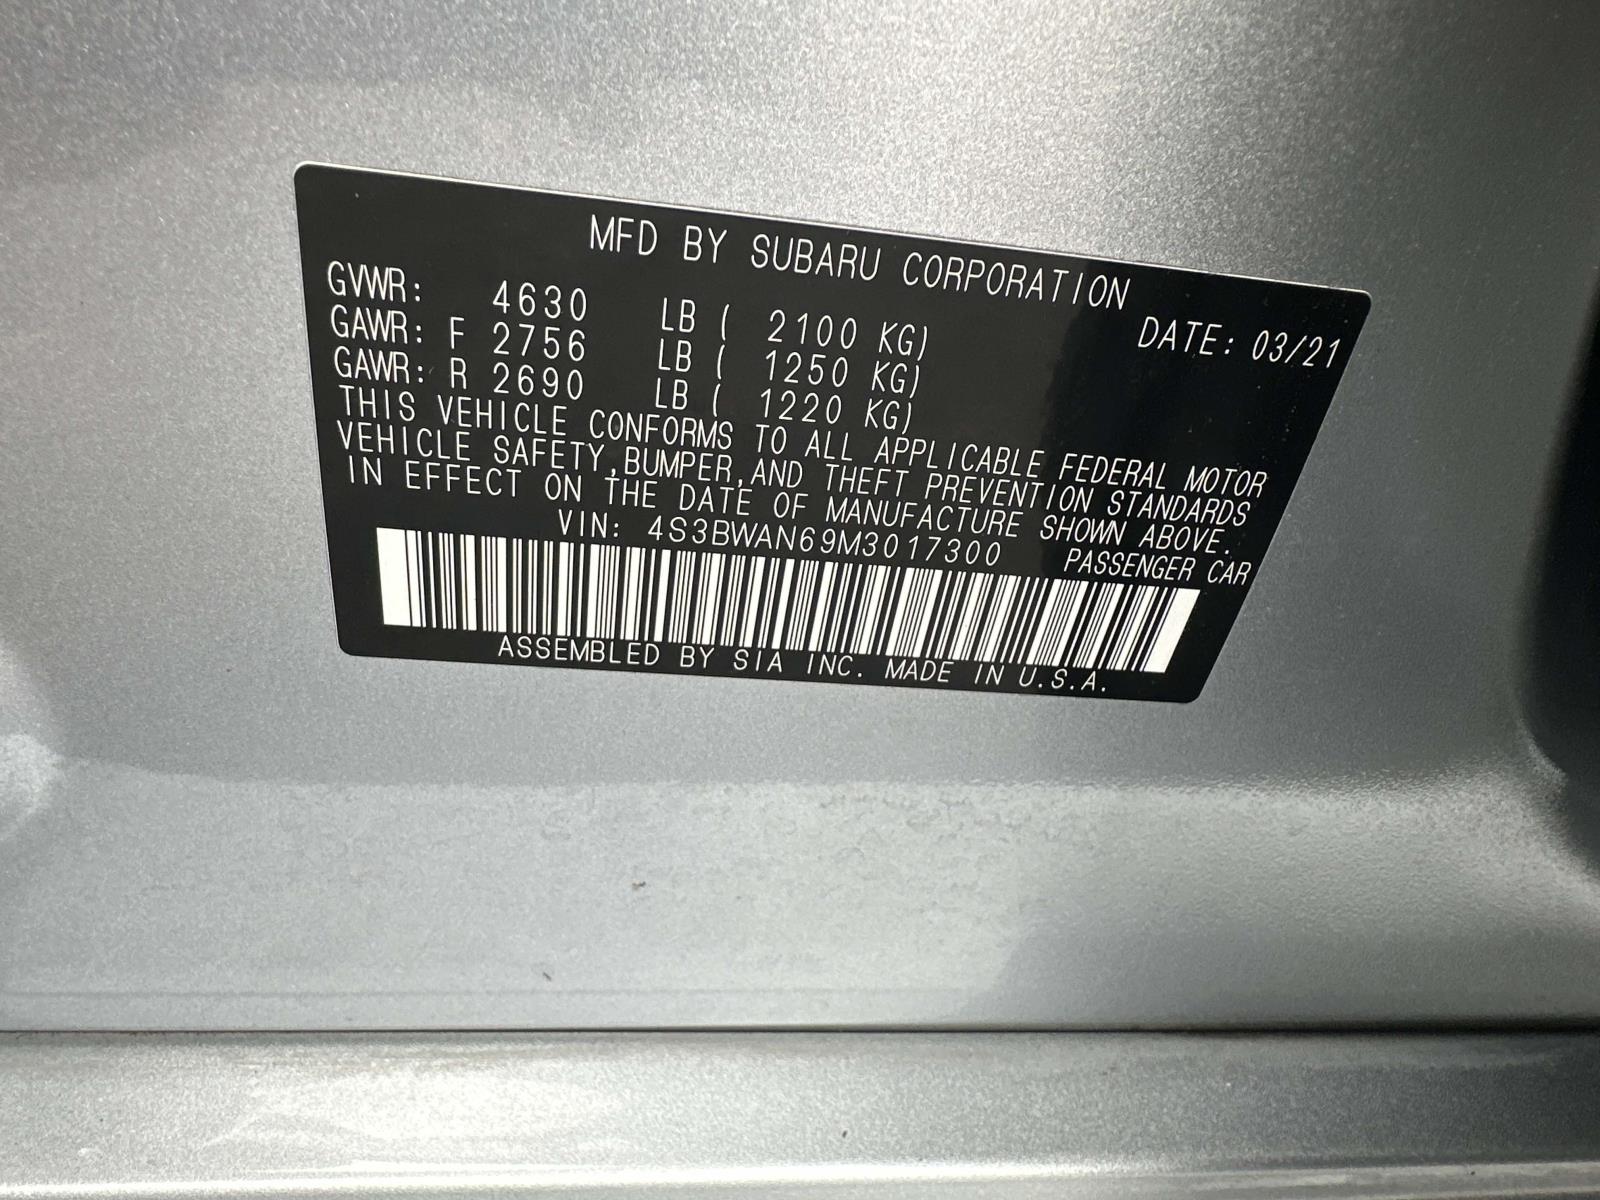 MFD BY SUBARU CORPORATION
GVWR: 4630 LB ( 2100 KG) DATE: 03/21
GAWR: F 2756 LB ( 1250 KG)
GAWR: R 2690 LB ( 1220 KG)
THIS VEHICLE CONFORMS TO ALL APPLICABLE FEDERAL MOTOR
VEHICLE SAFETY,BUMPER,AND THEFT PREVENTION STANDARDS
IN EFFECT ON THE DATE OF MANUFACTURE SHOWN ABOVE.
VIN: 4S3BWAN69M3017300 PASSENGER CAR
ASSEMBLED BY SIA INC. MADE IN U.S.A.